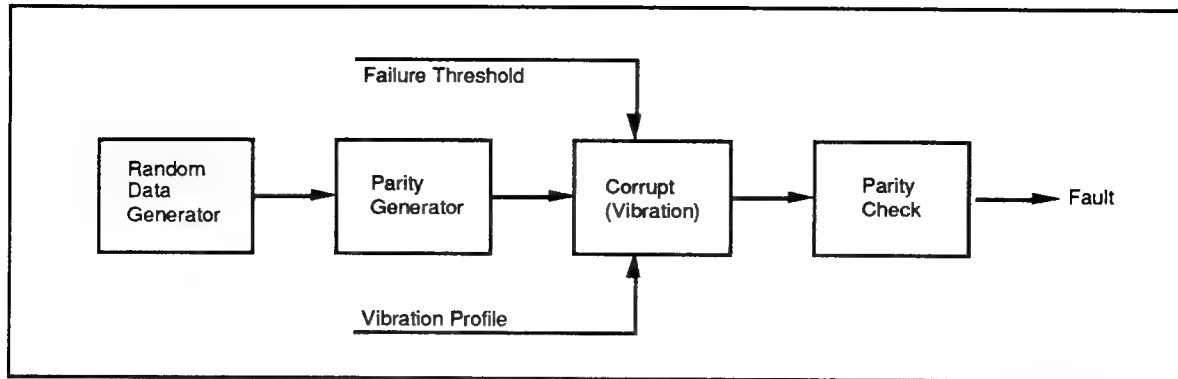 Failure Threshold
Random
Data
Generator
Parity
Generator
Corrupt
(Vibration)
Parity
Check
Fault
Vibration Profile